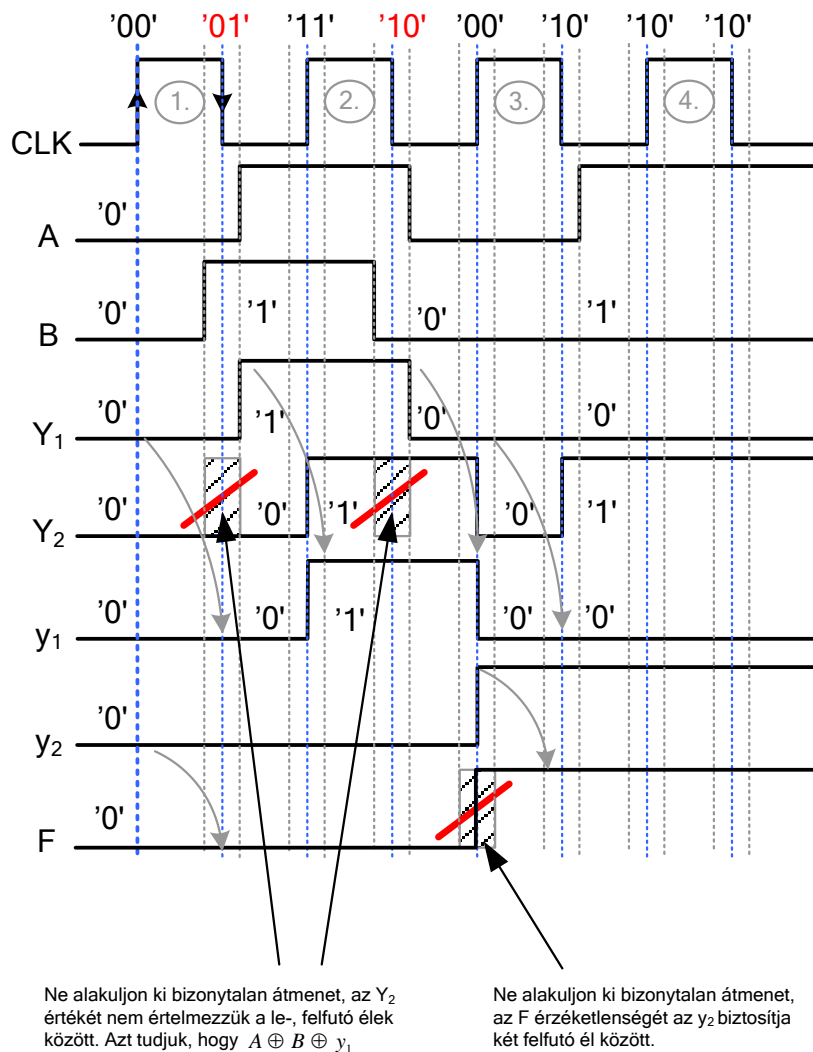 '00' '01' '11' '10' '00' '10' '10' '10'
1. 2. 3. 4.
CLK
'0'
A
'0' '1' '0' '1'
B
'0' '1' '0' '0'
Y₁
'0' '0' '1' '0' '1'
Y₂
'0' '0' '1' '0' '0'
y₁
'0'
y₂
'0'
F
Ne alakuljon ki bizonytalan átmenet, az Y₂
értékét nem értelmezzük a le-, felfutó élek
között. Azt tudjuk, hogy A ⊕ B ⊕ y₁
Ne alakuljon ki bizonytalan átmenet,
az F érzéketlenségét az y₂ biztosítja
két felfutó él között.